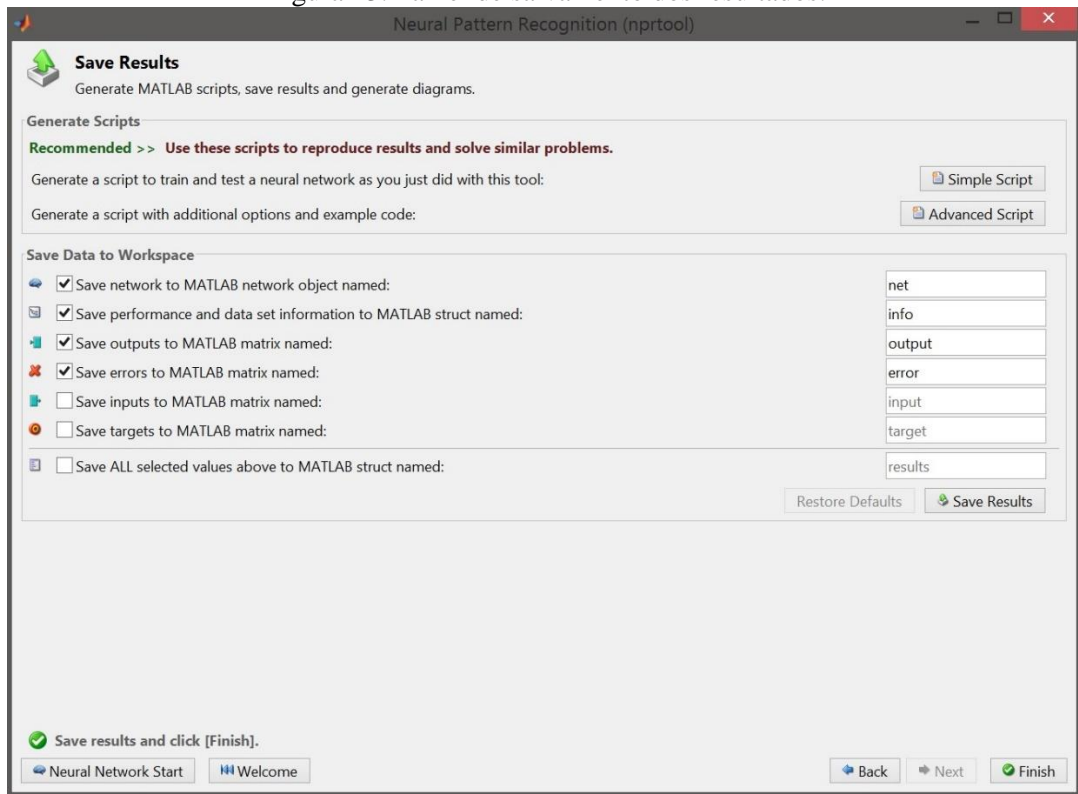 Neural Pattern Recognition (nprtool)
Save Results
Generate MATLAB scripts, save results and generate diagrams.
Generate Scripts
Recommended >> Use these scripts to reproduce results and solve similar problems.
Generate a script to train and test a neural network as you just did with this tool: Simple Script
Generate a script with additional options and example code: Advanced Script
Save Data to Workspace
Save network to MATLAB network object named: net
Save performance and data set information to MATLAB struct named: info
Save outputs to MATLAB matrix named: output
Save errors to MATLAB matrix named: error
Save inputs to MATLAB matrix named: input
Save targets to MATLAB matrix named: target
Save ALL selected values above to MATLAB struct named: results
Restore Defaults Save Results
Save results and click [Finish].
Neural Network Start Welcome Back Next Finish